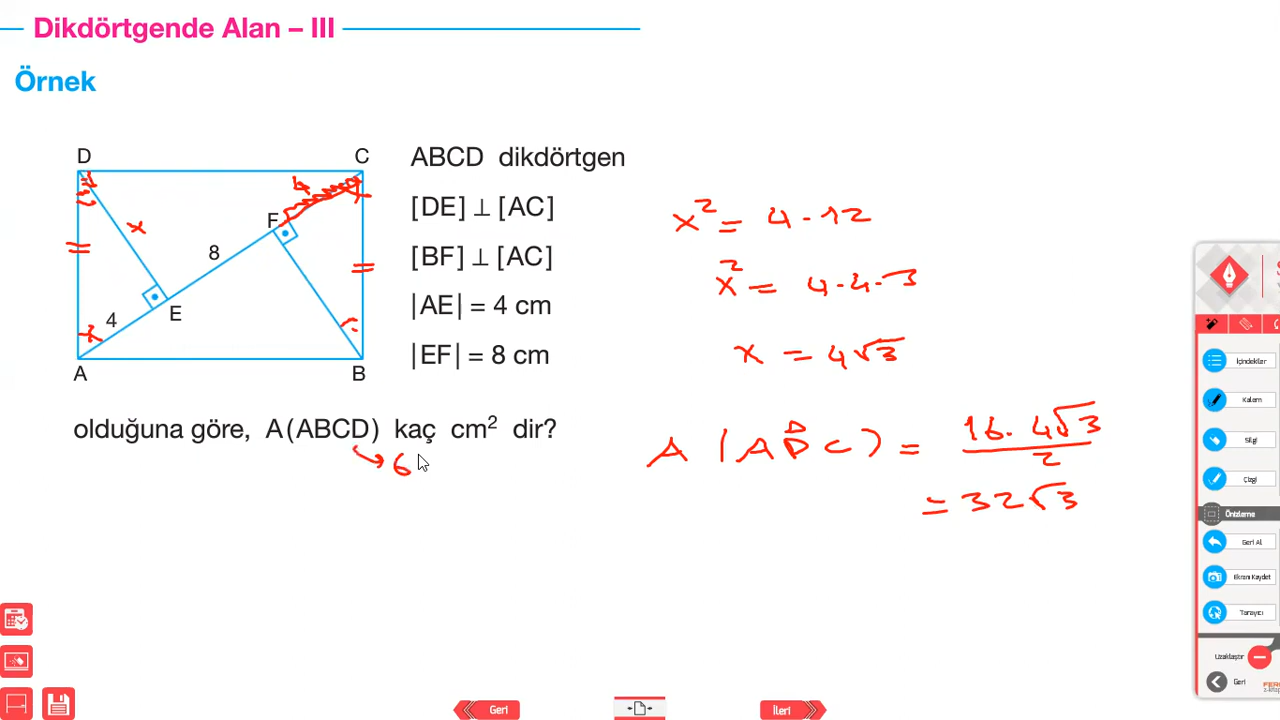 Dikdörtgende Alan – III
Örnek
D
C
ABCD dikdörtgen
[DE] ⊥ [AC]
[BF] ⊥ [AC]
|AE| = 4 cm
|EF| = 8 cm
x
4
F
8
E
4
A
B
olduğuna göre, A(ABCD) kaç cm² dir?
6
x² = 4·12
x² = 4·4·3
x = 4√3
A(ADC) = 16·4√3 / 2
= 32√3
İçindekiler
Kalem
Silgi
Çizgi
Önizleme
Geri Al
Ekranı Kaydet
Tarayıcı
Uzaklaştır
Geri
Geri
İleri